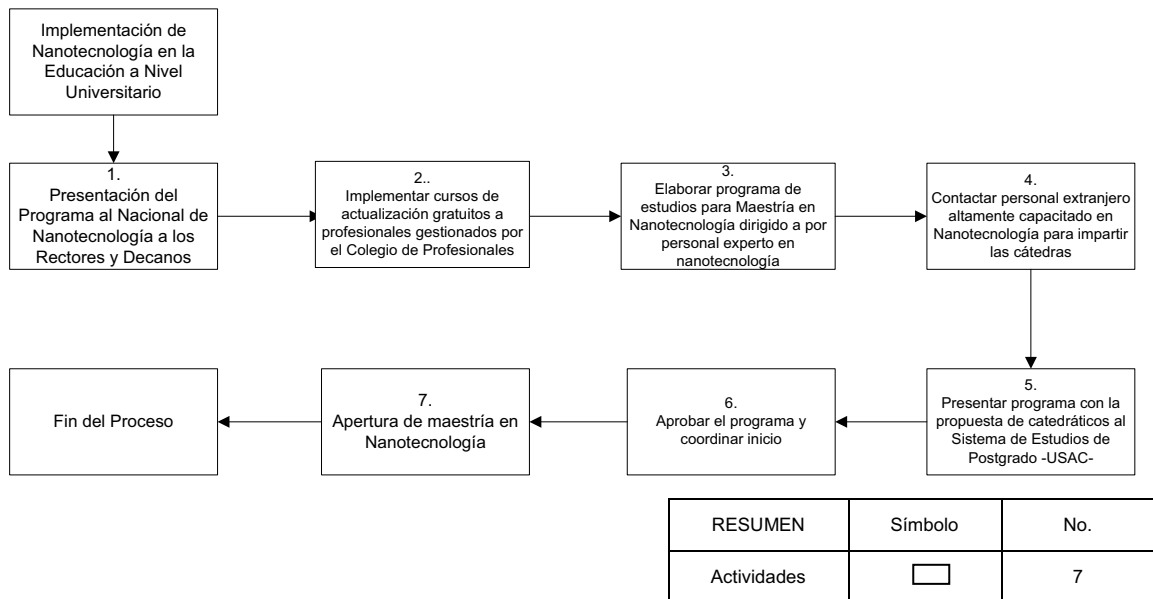 Implementación de
Nanotecnología en la
Educación a Nivel
Universitario
1.
Presentación del
Programa al Nacional de
Nanotecnología a los
Rectores y Decanos
2..
Implementar cursos de
actualización gratuitos a
profesionales gestionados por
el Colegio de Profesionales
3.
Elaborar programa de
estudios para Maestría en
Nanotecnología dirigido a por
personal experto en
nanotecnología
4.
Contactar personal extranjero
altamente capacitado en
Nanotecnología para impartir
las cátedras
5.
Presentar programa con la
propuesta de catedráticos al
Sistema de Estudios de
Postgrado -USAC-
6.
Aprobar el programa y
coordinar inicio
7.
Apertura de maestría en
Nanotecnología
Fin del Proceso
RESUMEN Símbolo No.
Actividades 7